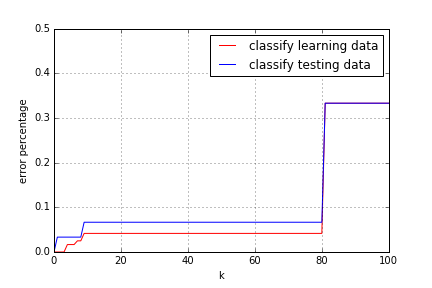 0.5
0.4
0.3
0.2
0.1
0.0
error percentage
classify learning data
classify testing data
0 20 40 60 80 100
k